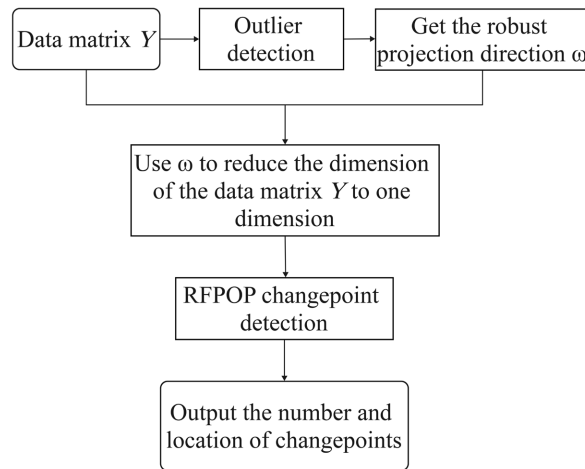 Data matrix Y
Outlier
detection
Get the robust
projection direction ω
Use ω to reduce the dimension
of the data matrix Y to one
dimension
RFPOP changepoint
detection
Output the number and
location of changepoints